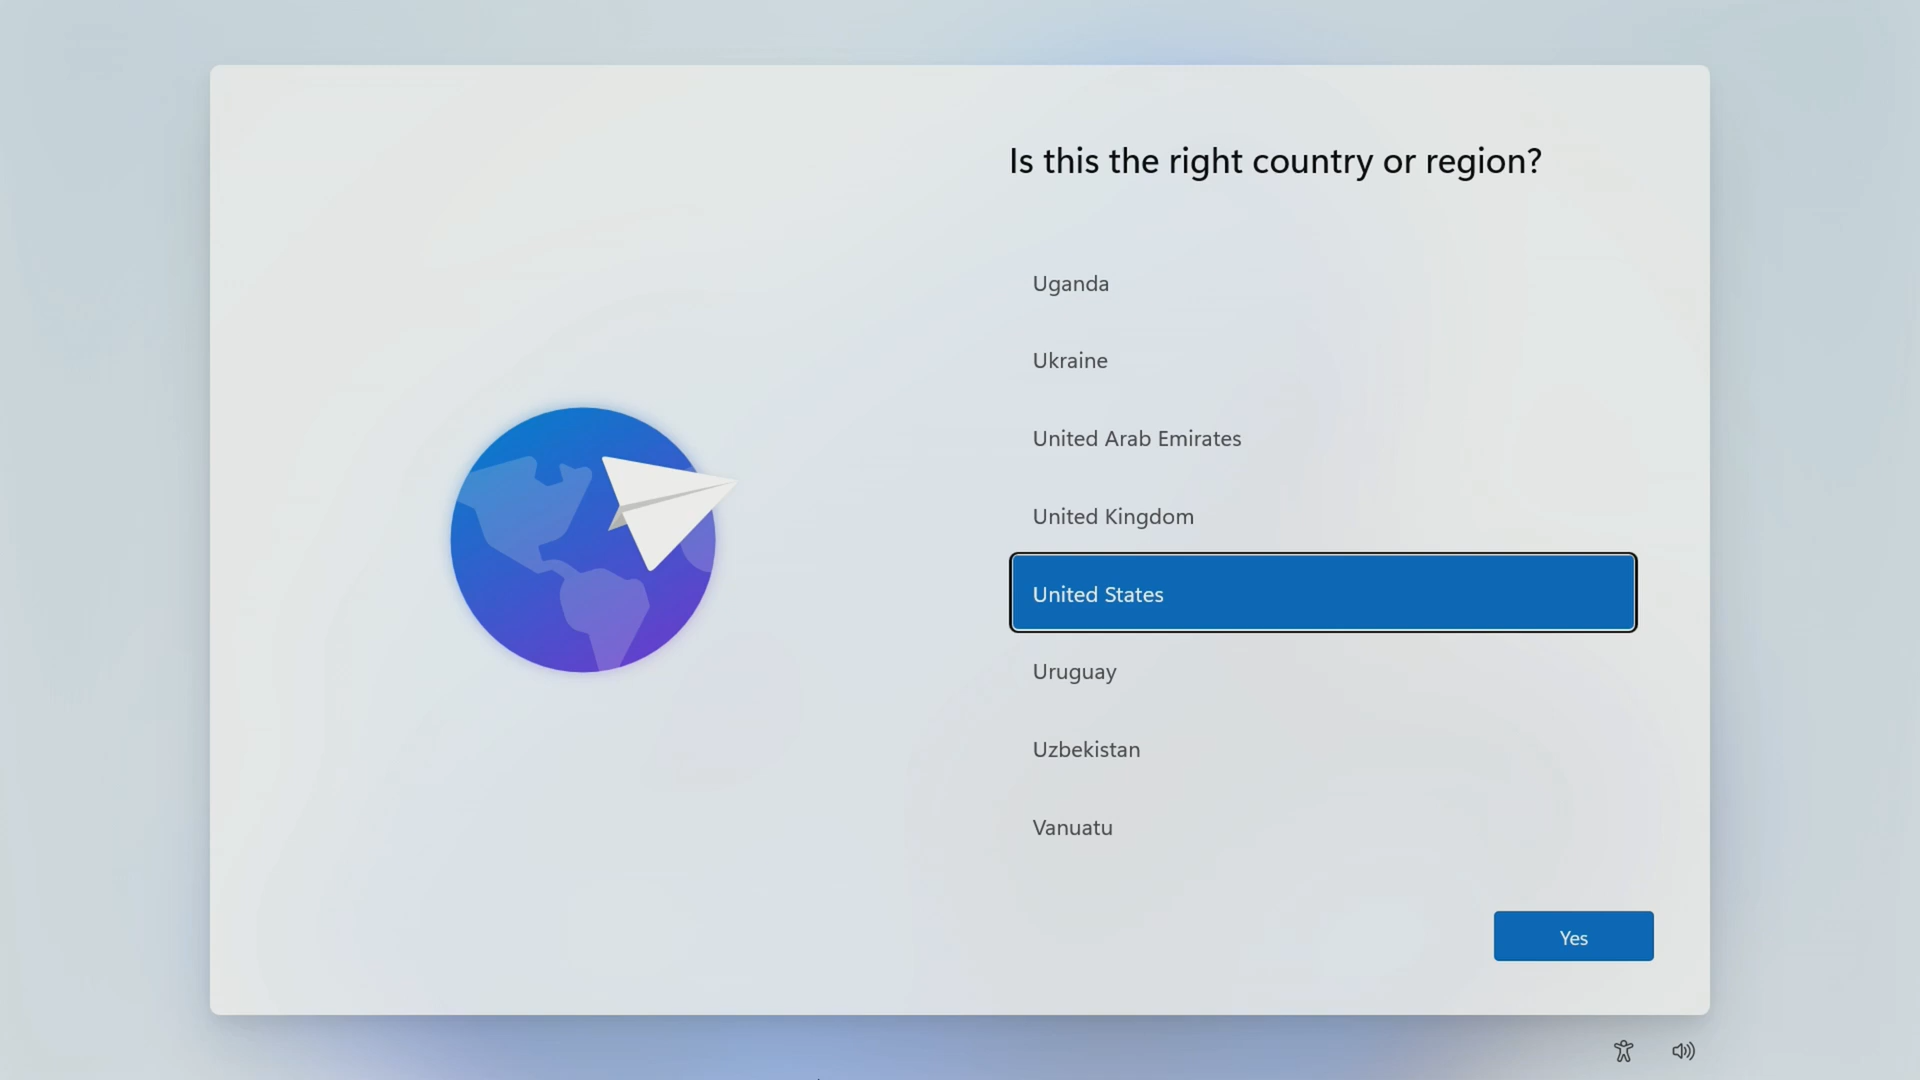 Is this the right country or region?
Uganda
Ukraine
United Arab Emirates
United Kingdom
United States
Uruguay
Uzbekistan
Vanuatu
Yes